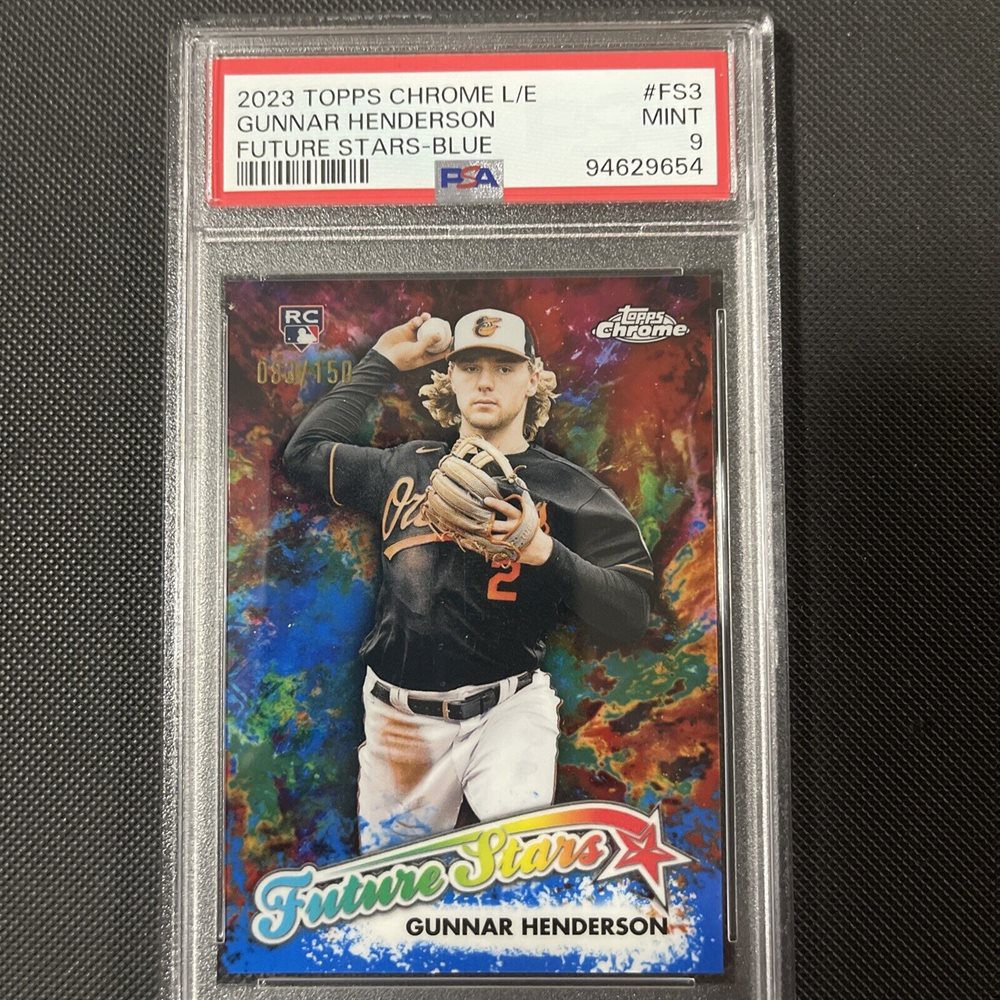 2023 TOPPS CHROME L/E #FS3
GUNNAR HENDERSON MINT
FUTURE STARS-BLUE 9
PSA 94629654
RC
Topps
Chrome
/150
2
Future Stars
GUNNAR HENDERSON